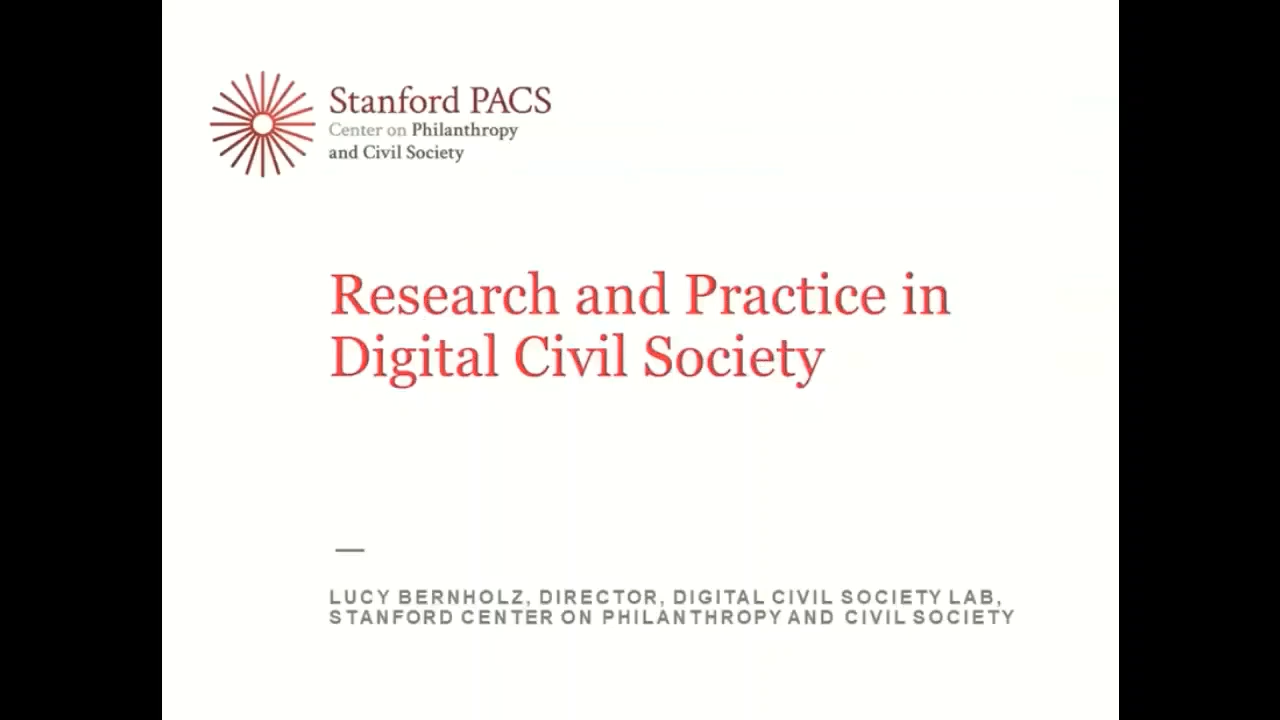 Stanford PACS
Center on Philanthropy
and Civil Society
Research and Practice in
Digital Civil Society
—
LUCY BERNHOLZ, DIRECTOR, DIGITAL CIVIL SOCIETY LAB,
STANFORD CENTER ON PHILANTHROPY AND CIVIL SOCIETY